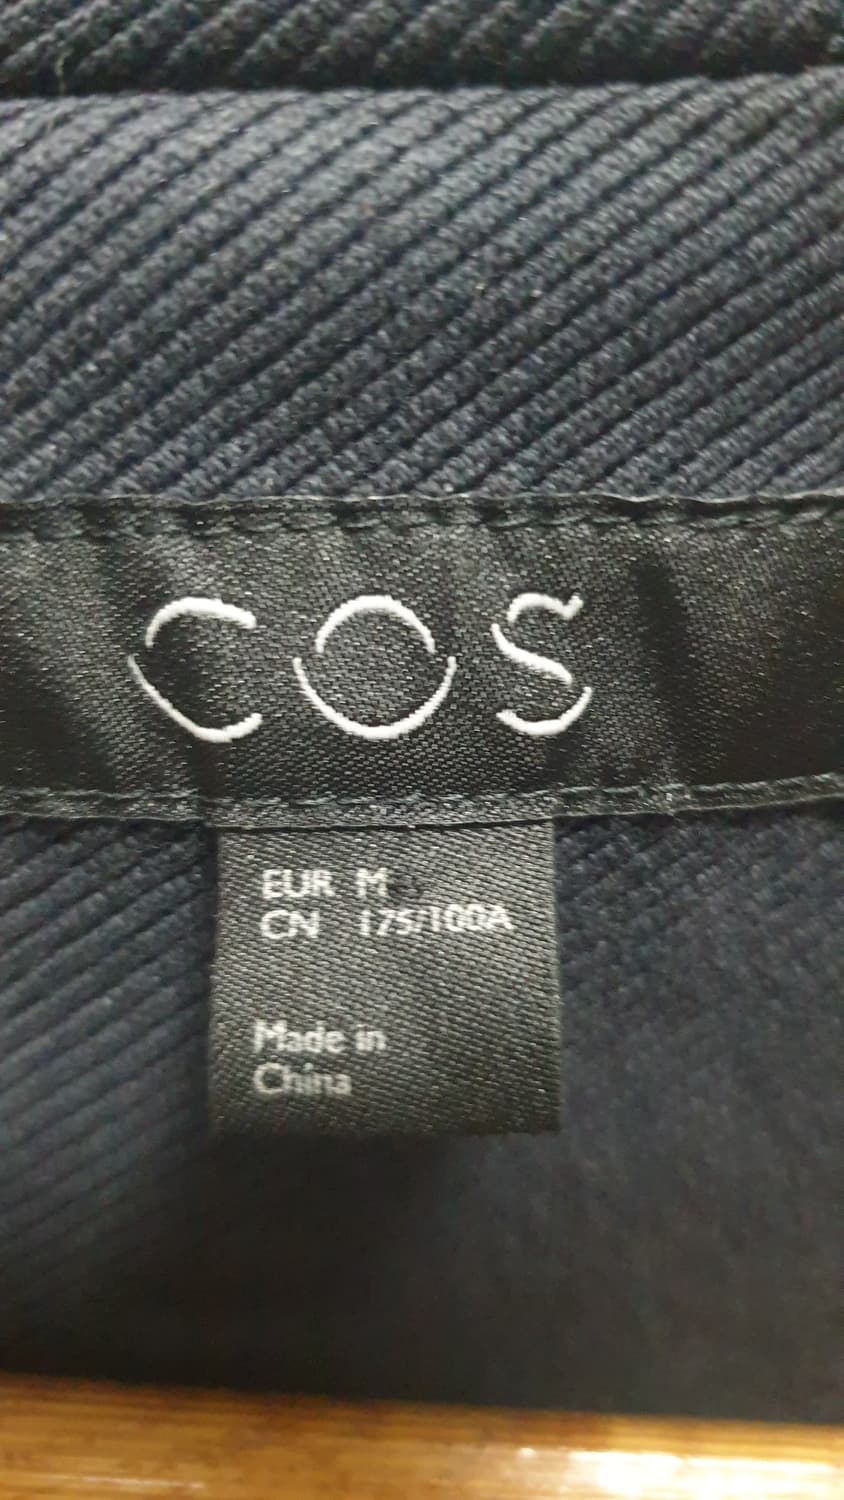 COS
EUR M
CN 175/100A
Made in
China